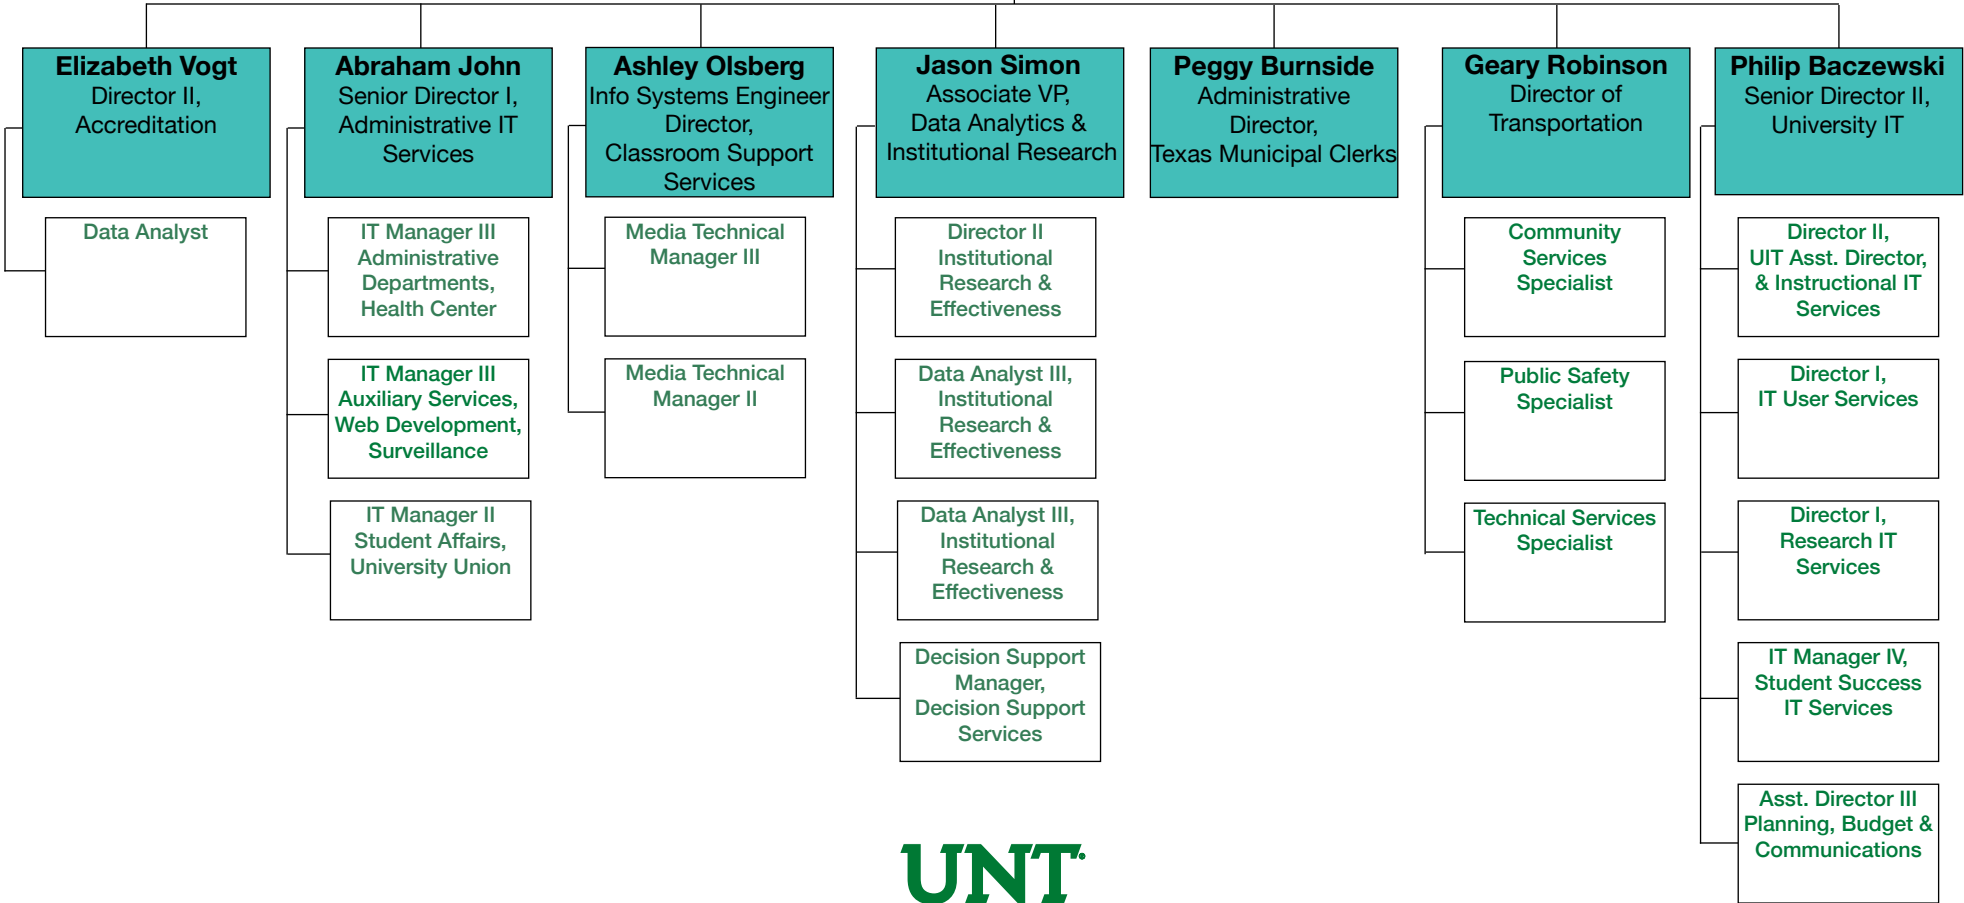 Elizabeth Vogt
Director II,
Accreditation
Data Analyst
Abraham John
Senior Director I,
Administrative IT
Services
IT Manager III
Administrative
Departments,
Health Center
IT Manager III
Auxiliary Services,
Web Development,
Surveillance
IT Manager II
Student Affairs,
University Union
Ashley Olsberg
Info Systems Engineer
Director,
Classroom Support
Services
Media Technical
Manager III
Media Technical
Manager II
Jason Simon
Associate VP,
Data Analytics &
Institutional Research
Director II
Institutional
Research &
Effectiveness
Data Analyst III,
Institutional
Research &
Effectiveness
Data Analyst III,
Institutional
Research &
Effectiveness
Decision Support
Manager,
Decision Support
Services
Peggy Burnside
Administrative
Director,
Texas Municipal Clerks
Geary Robinson
Director of
Transportation
Community
Services
Specialist
Public Safety
Specialist
Technical Services
Specialist
Philip Baczewski
Senior Director II,
University IT
Director II,
UIT Asst. Director,
& Instructional IT
Services
Director I,
IT User Services
Director I,
Research IT
Services
IT Manager IV,
Student Success
IT Services
Asst. Director III
Planning, Budget &
Communications
UNT